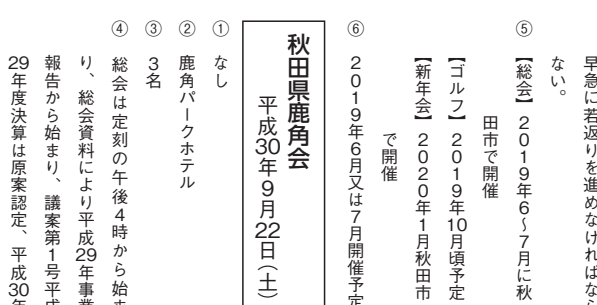 早急に若返りを進めなければなら
ない。
⑤【総会】２０１９年６〜７月に秋
田市で開催
【ゴルフ】２０１９年10月頃予定
【新年会】２０２０年１月秋田市
で開催
⑥２０１９年６月又は７月開催予定
秋田県鹿角会
平成30年９月22日（土）
①なし
②鹿角パークホテル
③３名
④総会は定刻の午後４時から始ま
り、総会資料により平成29年事業
報告から始まり、議案第１号平成
29年度決算は原案認定、平成30年